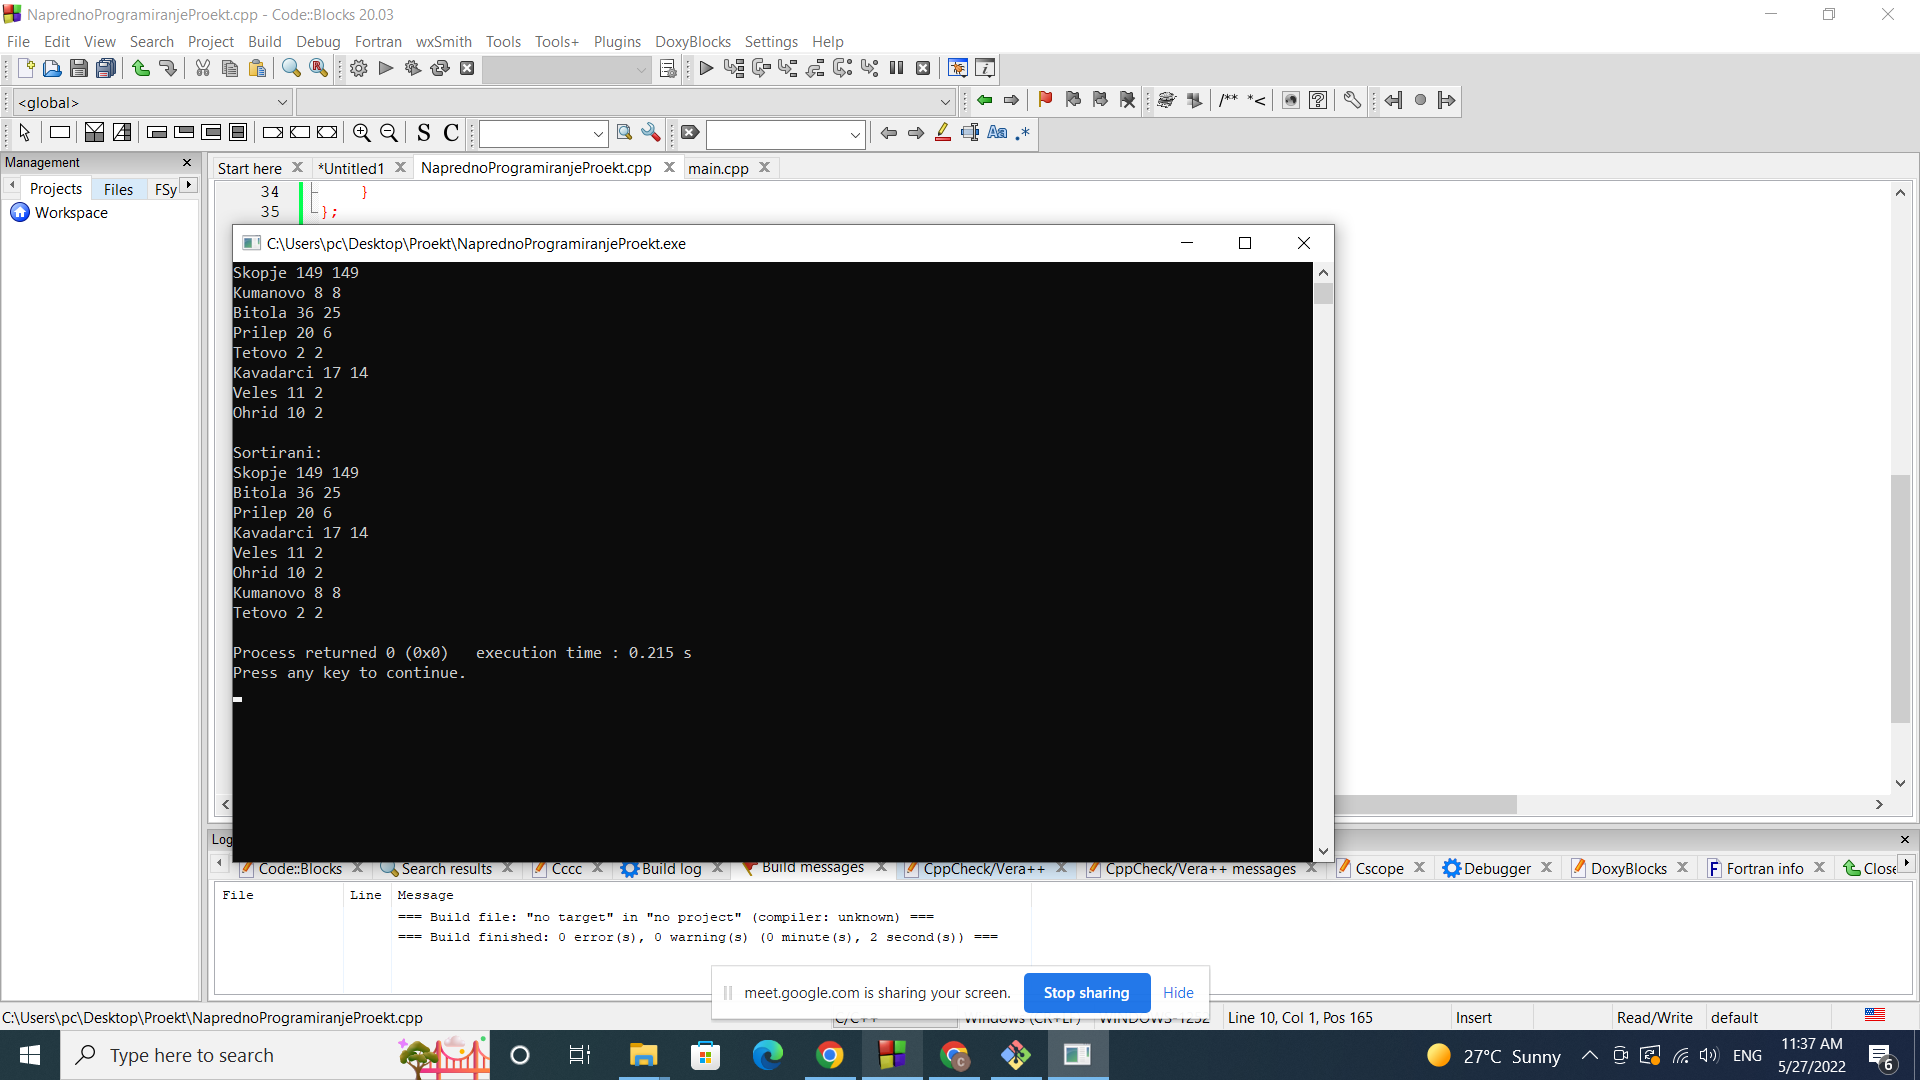 NaprednoProgramiranjeProekt.cpp - Code::Blocks 20.03
File Edit View Search Project Build Debug Fortran wxSmith Tools Tools+ Plugins DoxyBlocks Settings Help
<global>
/** *<
S C Aa .*
Management
Start here *Untitled1 NaprednoProgramiranjeProekt.cpp main.cpp
Projects Files FSy
Workspace
34 }
35 };
C:\Users\pc\Desktop\Proekt\NaprednoProgramiranjeProekt.exe
Skopje 149 149
Kumanovo 8 8
Bitola 36 25
Prilep 20 6
Tetovo 2 2
Kavadarci 17 14
Veles 11 2
Ohrid 10 2
Sortirani:
Skopje 149 149
Bitola 36 25
Prilep 20 6
Kavadarci 17 14
Veles 11 2
Ohrid 10 2
Kumanovo 8 8
Tetovo 2 2
Process returned 0 (0x0) execution time : 0.215 s
Press any key to continue.
Log
Code::Blocks Search results Cccc Build log Build messages CppCheck/Vera++ CppCheck/Vera++ messages Cscope Debugger DoxyBlocks Fortran info Close
File Line Message
=== Build file: "no target" in "no project" (compiler: unknown) ===
=== Build finished: 0 error(s), 0 warning(s) (0 minute(s), 2 second(s)) ===
meet.google.com is sharing your screen. Stop sharing Hide
C:\Users\pc\Desktop\Proekt\NaprednoProgramiranjeProekt.cpp C/C++ Windows (CR+LF) WINDOWS-1252 Line 10, Col 1, Pos 165 Insert Read/Write default
Type here to search
27°C Sunny ENG 11:37 AM
5/27/2022
6